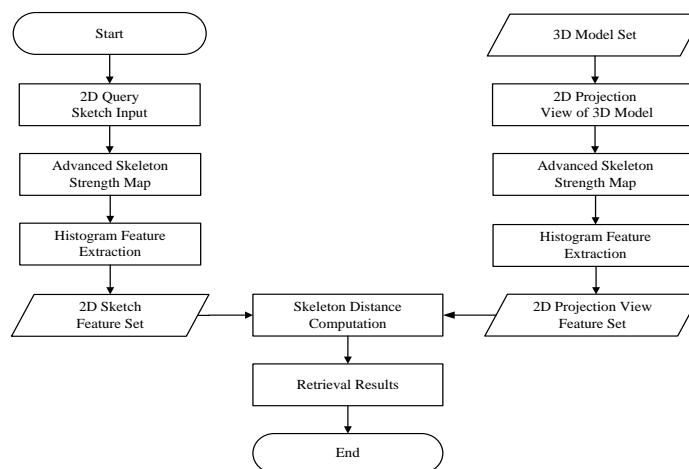 Start
2D Query
Sketch Input
Advanced Skeleton
Strength Map
Histogram Feature
Extraction
2D Sketch
Feature Set
3D Model Set
2D Projection
View of 3D Model
Advanced Skeleton
Strength Map
Histogram Feature
Extraction
2D Projection View
Feature Set
Skeleton Distance
Computation
Retrieval Results
End